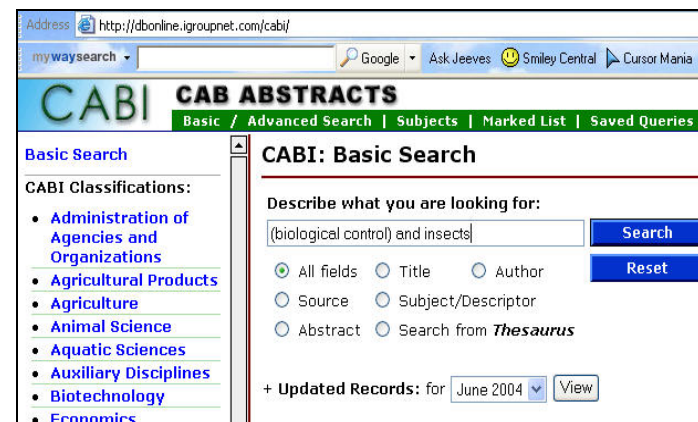 Address http://dbonline.igroupnet.com/cabi/
mywaysearch Google Ask Jeeves Smiley Central Cursor Mania
CABI CAB ABSTRACTS
Basic / Advanced Search | Subjects | Marked List | Saved Queries
Basic Search
CABI Classifications:
Administration of
Agencies and
Organizations
Agricultural Products
Agriculture
Animal Science
Aquatic Sciences
Auxiliary Disciplines
Biotechnology
Economics
CABI: Basic Search
Describe what you are looking for:
(biological control) and insects Search
All fields Title Author Reset
Source Subject/Descriptor
Abstract Search from Thesaurus
+ Updated Records: for June 2004 View